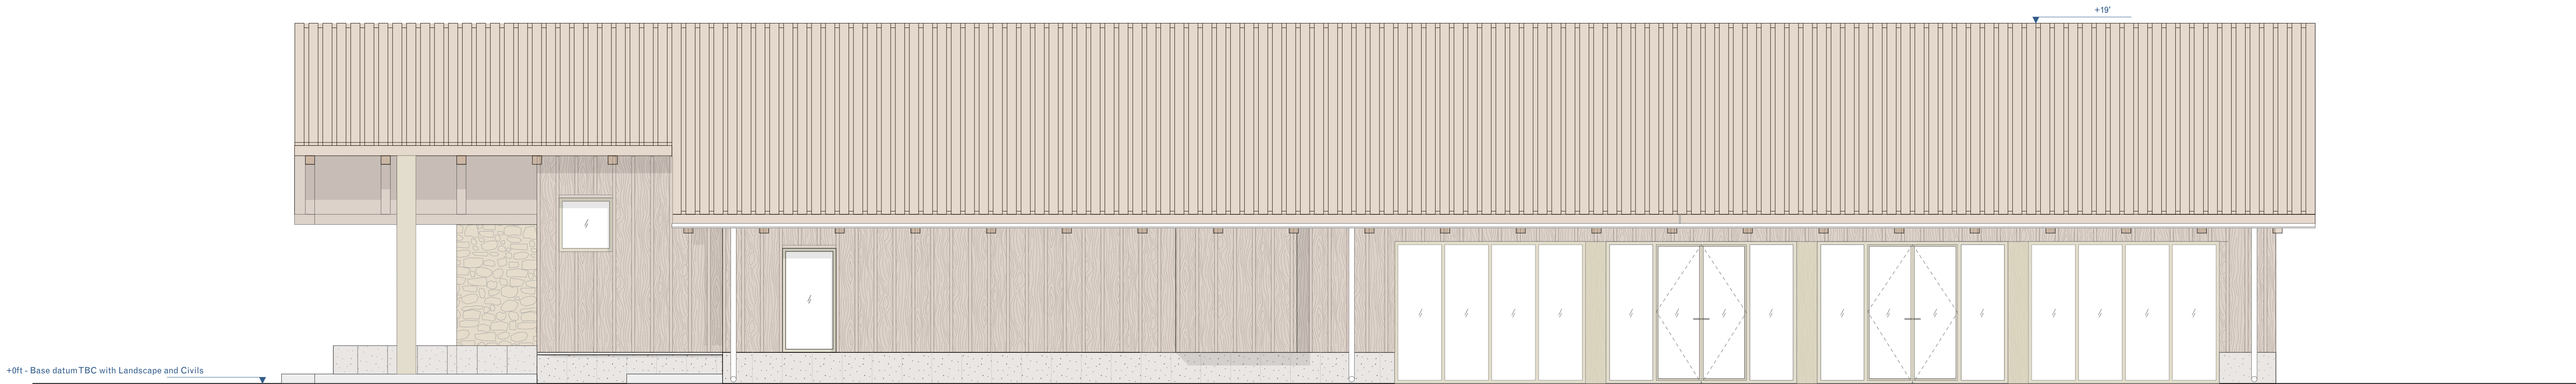 +19'
+0ft - Base datum TBC with Landscape and Civils